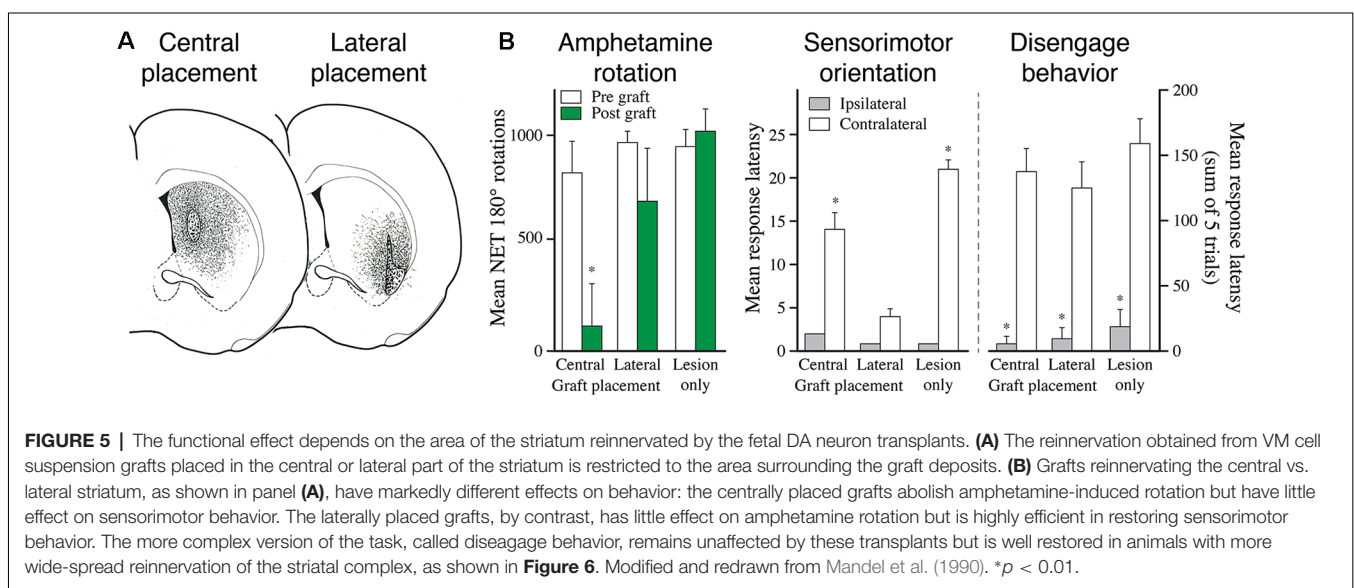 A Central placement
Lateral placement
B Amphetamine rotation
Pre graft
Post graft
Mean NET 180° rotations
1000
500
0
Central Lateral Lesion
Graft placement only
Sensorimotor orientation
Ipsilateral
Contralateral
Mean response latency
25
20
15
10
5
0
*
*
*
Central Lateral Lesion
Graft placement only
Disengage behavior
200
150
100
50
0
Mean response latency
(sum of 5 trials)
*
*
*
Central Lateral Lesion
Graft placement only
FIGURE 5 | The functional effect depends on the area of the striatum reinnervated by the fetal DA neuron transplants. (A) The reinnervation obtained from VM cell
suspension grafts placed in the central or lateral part of the striatum is restricted to the area surrounding the graft deposits. (B) Grafts reinnervating the central vs.
lateral striatum, as shown in panel (A), have markedly different effects on behavior: the centrally placed grafts abolish amphetamine-induced rotation but have little
effect on sensorimotor behavior. The laterally placed grafts, by contrast, has little effect on amphetamine rotation but is highly efficient in restoring sensorimotor
behavior. The more complex version of the task, called diseagage behavior, remains unaffected by these transplants but is well restored in animals with more
wide-spread reinnervation of the striatal complex, as shown in Figure 6. Modified and redrawn from Mandel et al. (1990). *p < 0.01.